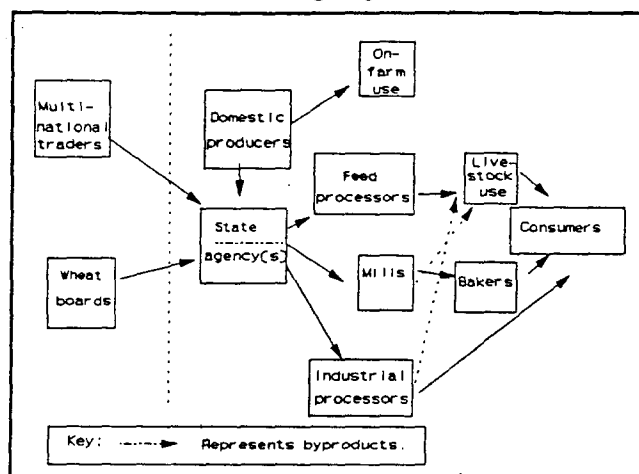 On-
farm
use
Multi-
national
traders
Domestic
producers
Feed
processors
Live-
stock
use
State
agency(s)
Consumers
Wheat
boards
Mills
Bakers
Industrial
processors
Key: Represents byproducts.